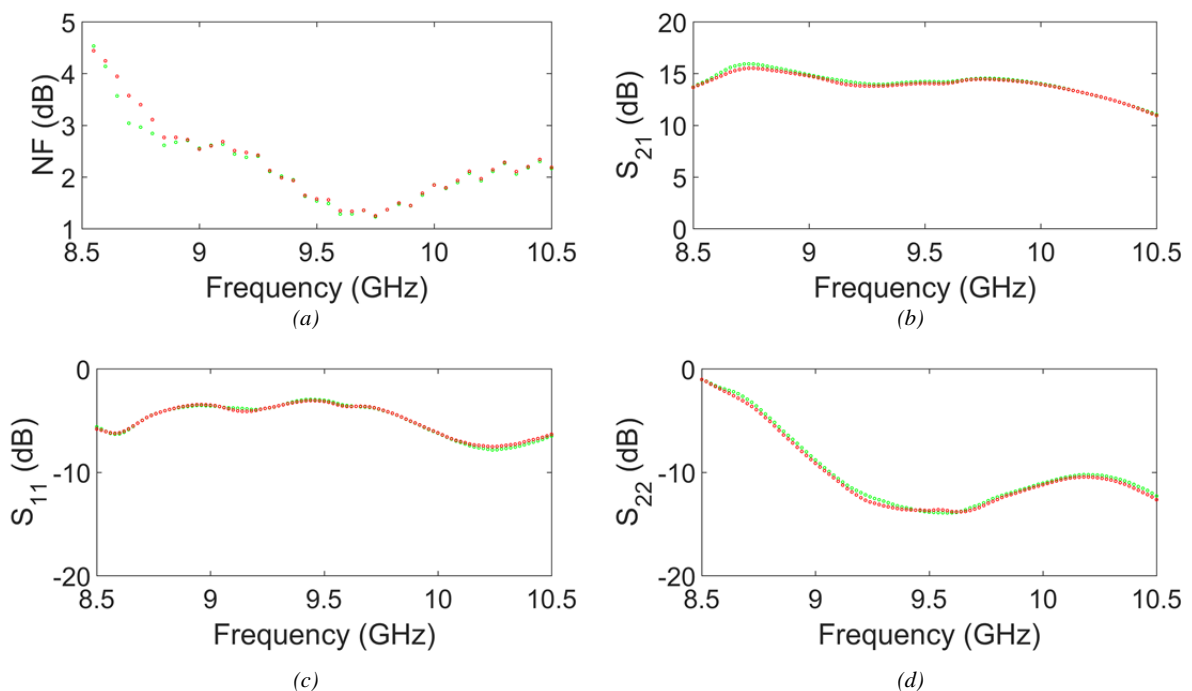 5
4
3
2
1
NF (dB)
8.5 9 9.5 10 10.5
Frequency (GHz)
(a)
20
15
10
5
0
S21 (dB)
8.5 9 9.5 10 10.5
Frequency (GHz)
(b)
0
-10
-20
S11 (dB)
8.5 9 9.5 10 10.5
Frequency (GHz)
(c)
0
-10
-20
S22 (dB)
8.5 9 9.5 10 10.5
Frequency (GHz)
(d)